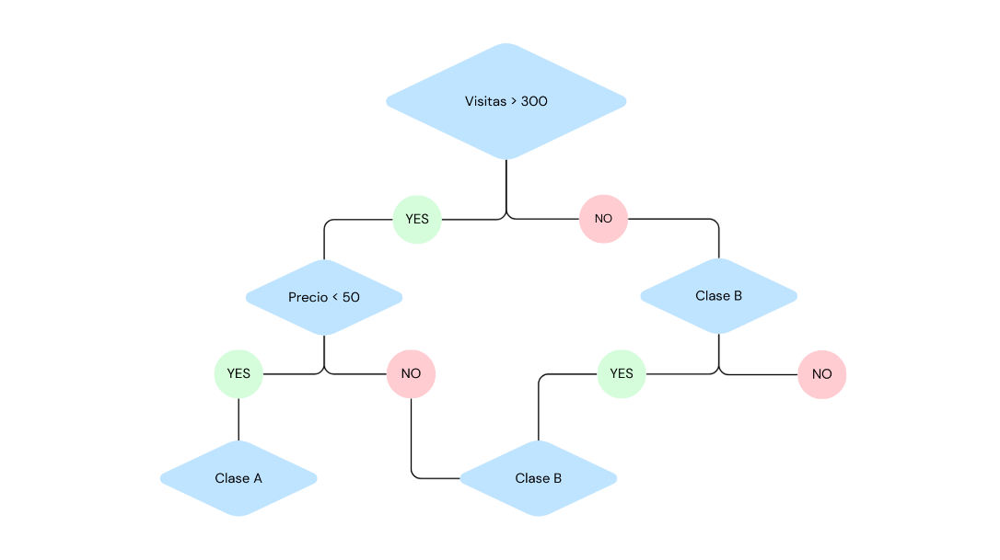 Visitas > 300
YES
NO
Precio < 50
Clase B
YES
NO
YES
NO
Clase A
Clase B